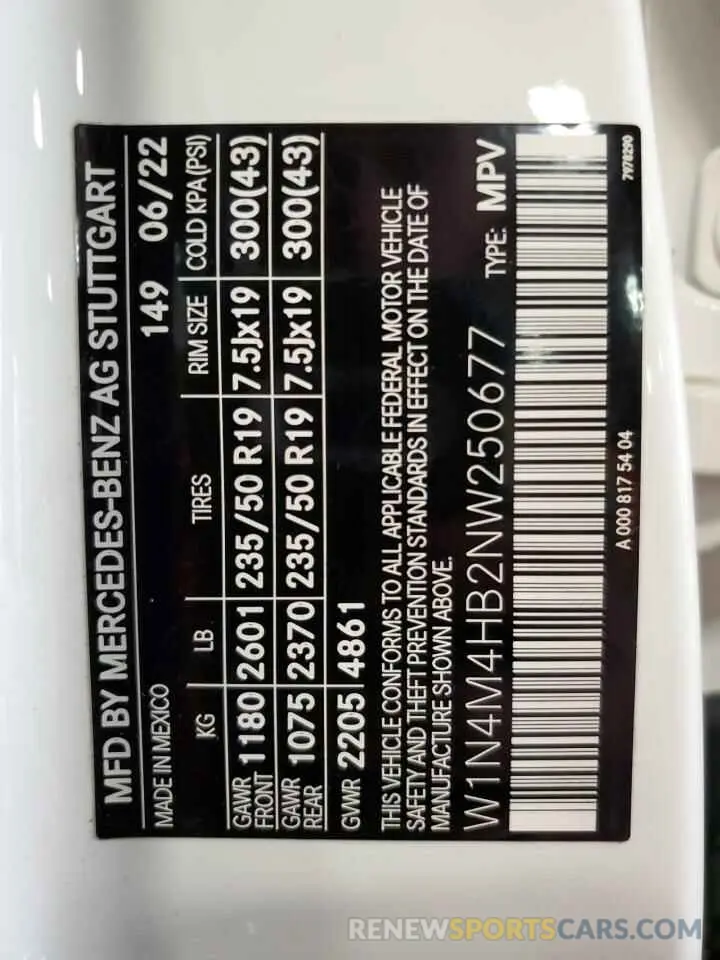 MFD BY MERCEDES-BENZ AG STUTTGART
MADE IN MEXICO 149 06/22
KG LB TIRES RIM SIZE COLD KPA (PSI)
GAWR FRONT 1180 2601 235/50 R19 7.5Jx19 300(43)
GAWR REAR 1075 2370 235/50 R19 7.5Jx19 300(43)
GVWR 2205 4861
THIS VEHICLE CONFORMS TO ALL APPLICABLE FEDERAL MOTOR VEHICLE
SAFETY AND THEFT PREVENTION STANDARDS IN EFFECT ON THE DATE OF
MANUFACTURE SHOWN ABOVE.
W1N4M4HB2NW250677 TYPE: MPV
A 000 817 54 04 7978290
RENEWSPORTSCARS.COM